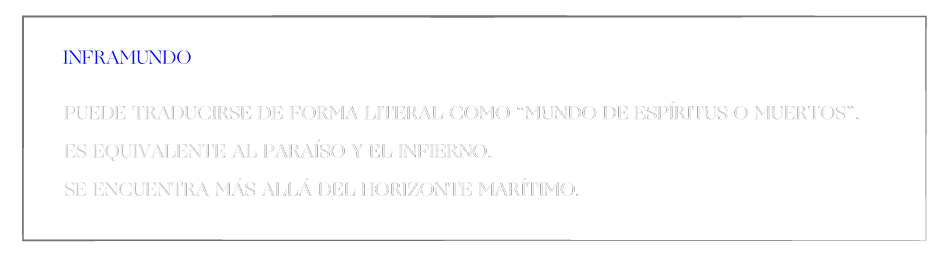 INFRAMUNDO
PUEDE TRADUCIRSE DE FORMA LITERAL COMO “MUNDO DE ESPÍRITUS O MUERTOS”.
ES EQUIVALENTE AL PARAÍSO Y EL INFIERNO.
SE ENCUENTRA MÁS ALLÁ DEL HORIZONTE MARÍTIMO.